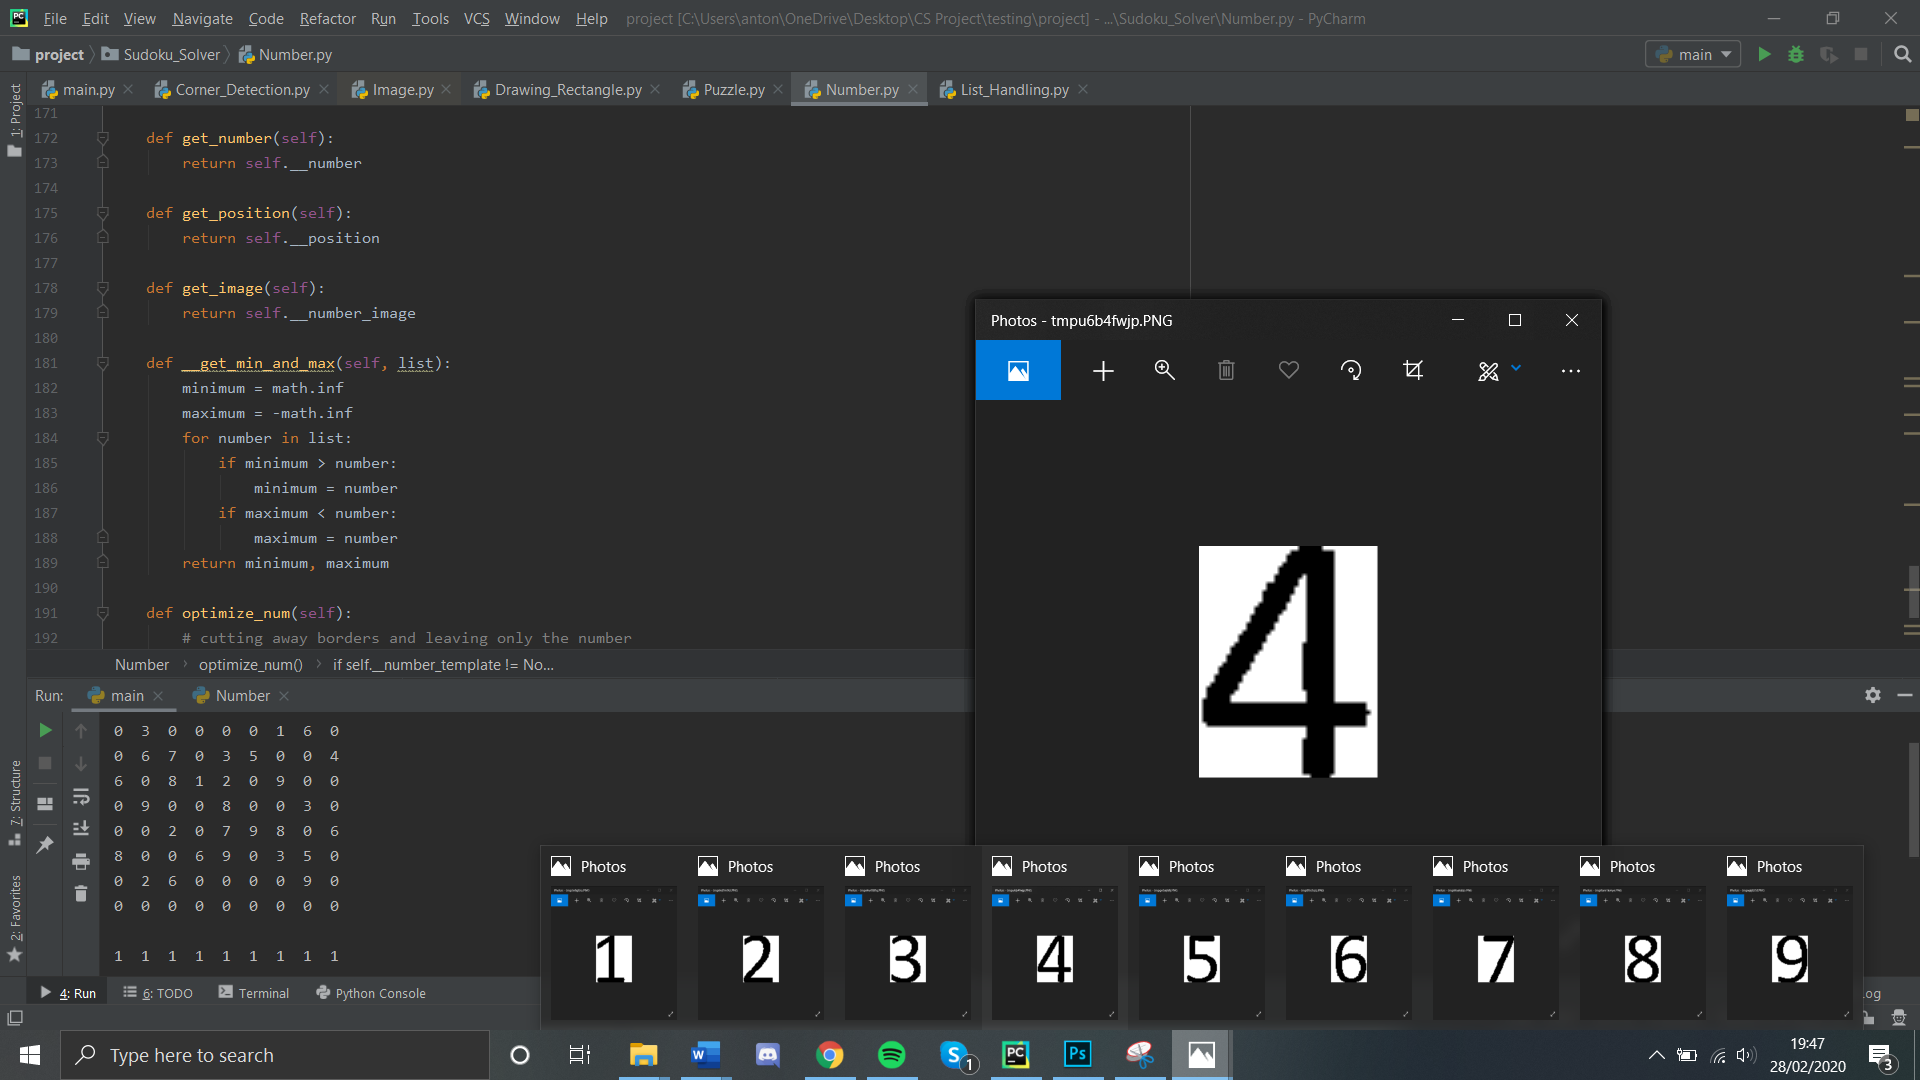 File Edit View Navigate Code Refactor Run Tools VCS Window Help project [C:\Users\anton\OneDrive\Desktop\CS Project\testing\project] - ...\Sudoku_Solver\Number.py - PyCharm
project Sudoku_Solver Number.py main
main.py Corner_Detection.py Image.py Drawing_Rectangle.py Puzzle.py Number.py List_Handling.py
1: Project
171
172 def get_number(self):
173 return self.__number
174
175 def get_position(self):
176 return self.__position
177
178 def get_image(self):
179 return self.__number_image
180
181 def __get_min_and_max(self, list):
182 minimum = math.inf
183 maximum = -math.inf
184 for number in list:
185 if minimum > number:
186 minimum = number
187 if maximum < number:
188 maximum = number
189 return minimum, maximum
190
191 def optimize_num(self):
192 # cutting away borders and leaving only the number
Number optimize_num() if self.__number_template != No...
Photos - tmpu6b4fwjp.PNG
4
Run: main Number
0 3 0 0 0 0 1 6 0
0 6 7 0 3 5 0 0 4
6 0 8 1 2 0 9 0 0
0 9 0 0 8 0 0 3 0
0 0 2 0 7 9 8 0 6
8 0 0 6 9 0 3 5 0
0 2 6 0 0 0 0 9 0
0 0 0 0 0 0 0 0 0
1 1 1 1 1 1 1 1 1
7: Structure
2: Favorites
Photos Photos Photos Photos Photos Photos Photos Photos Photos
1 2 3 4 5 6 7 8 9
4: Run 6: TODO Terminal Python Console
og
Type here to search
PC
Ps
1
19:47
28/02/2020
3